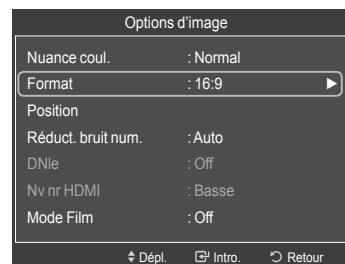 Options d'image
Nuance coul. : Normal
Format : 16:9 ►
Position
Réduct. bruit num. : Auto
DNIe : Off
Nv nr HDMI : Basse
Mode Film : Off
Dépl. Intro. Retour